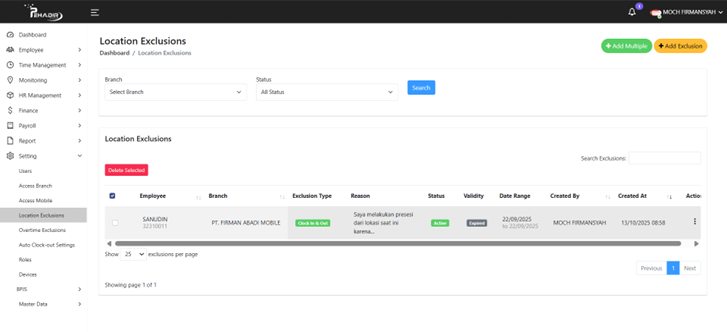 PEHADIR
1
MOCH FIRMANSYAH
Dashboard
Employee
Time Management
Monitoring
HR Management
Finance
Payroll
Report
Setting
Users
Access Branch
Access Mobile
Location Exclusions
Overtime Exclusions
Auto Clock-out Settings
Roles
Devices
BPJS
Master Data
Location Exclusions
Dashboard / Location Exclusions
Add Multiple
Add Exclusion
Branch
Select Branch
Status
All Status
Search
Location Exclusions
Delete Selected
Search Exclusions:
Employee Branch Exclusion Type Reason Status Validity Date Range Created By Created At Action
SANUDIN
32310011
PT. FIRMAN ABADI MOBILE
Clock In & Out
Saya melakukan presesi
dari lokasi saat ini
karena...
Active
Expired
22/09/2025
to 22/09/2025
MOCH FIRMANSYAH
13/10/2025 08:58
Show 25 exclusions per page
Previous 1 Next
Showing page 1 of 1